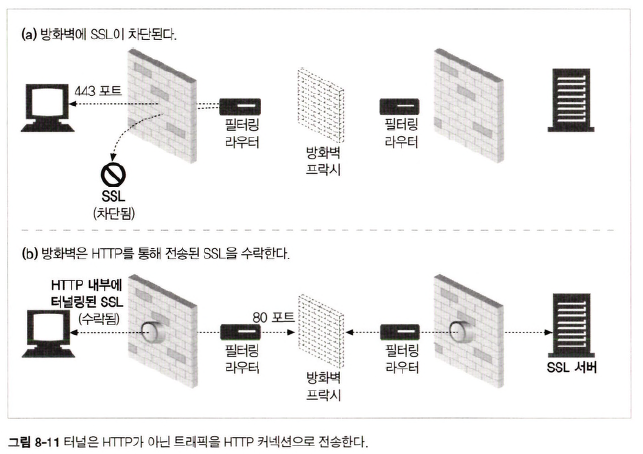 (a) 방화벽에 SSL이 차단된다.
443 포트
필터링
라우터
방화벽
프락시
필터링
라우터
SSL
(차단됨)
(b) 방화벽은 HTTP를 통해 전송된 SSL을 수락한다.
HTTP 내부에
터널링된 SSL
(수락됨)
80 포트
필터링
라우터
방화벽
프락시
필터링
라우터
SSL 서버
그림 8-11 터널은 HTTP가 아닌 트래픽을 HTTP 커넥션으로 전송한다.